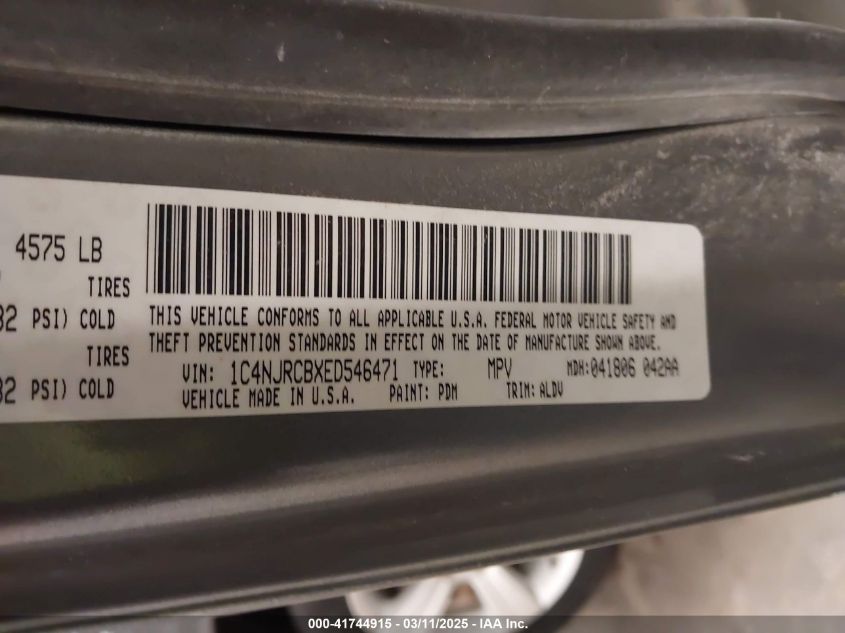 4575 LB
TIRES
32 PSI) COLD
TIRES
32 PSI) COLD
THIS VEHICLE CONFORMS TO ALL APPLICABLE U.S.A. FEDERAL MOTOR VEHICLE SAFETY AND
THEFT PREVENTION STANDARDS IN EFFECT ON THE DATE OF MANUFACTURE SHOWN ABOVE.
VIN: 1C4NJRCBXED546471 TYPE: MPV MDH:041806 042AA
VEHICLE MADE IN U.S.A. PAINT: PDM TRIM: ALDV
000-41744915 - 03/11/2025 - IAA Inc.